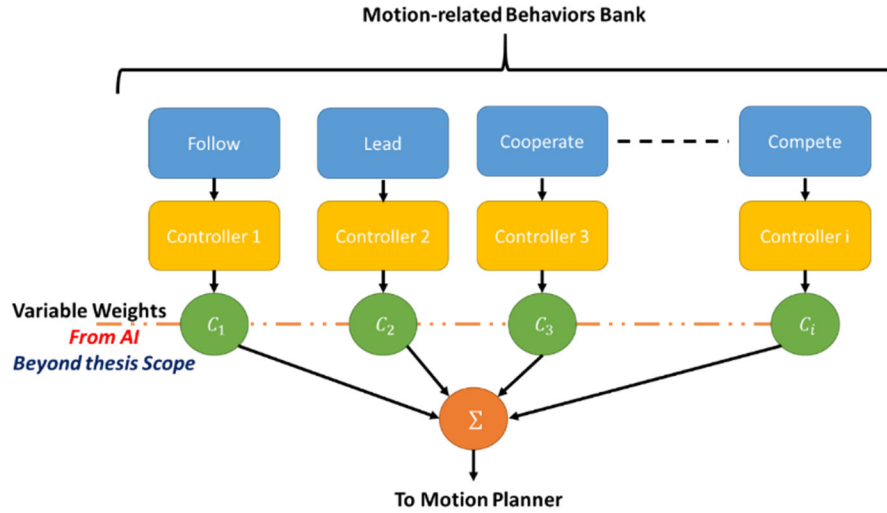 Motion-related Behaviors Bank
Follow
Lead
Cooperate
Compete
Controller 1
Controller 2
Controller 3
Controller i
Variable Weights
From AI
Beyond thesis Scope
C₁
C₂
C₃
Cᵢ
Σ
To Motion Planner